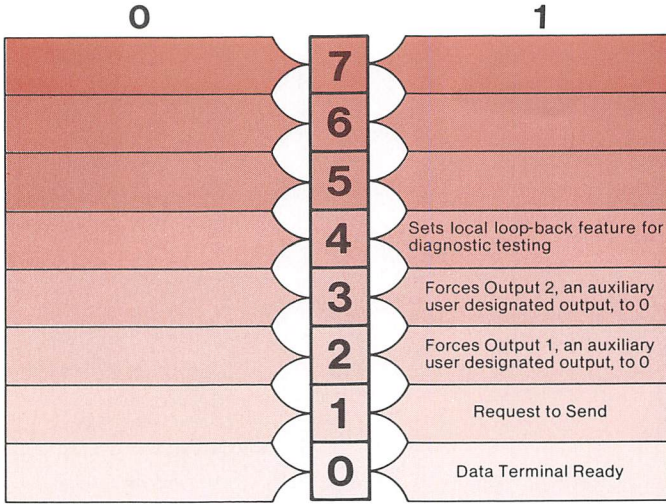 0 1
7
6
5
4 Sets local loop-back feature for
diagnostic testing
3 Forces Output 2, an auxiliary
user designated output, to 0
2 Forces Output 1, an auxiliary
user designated output, to 0
1 Request to Send
0 Data Terminal Ready